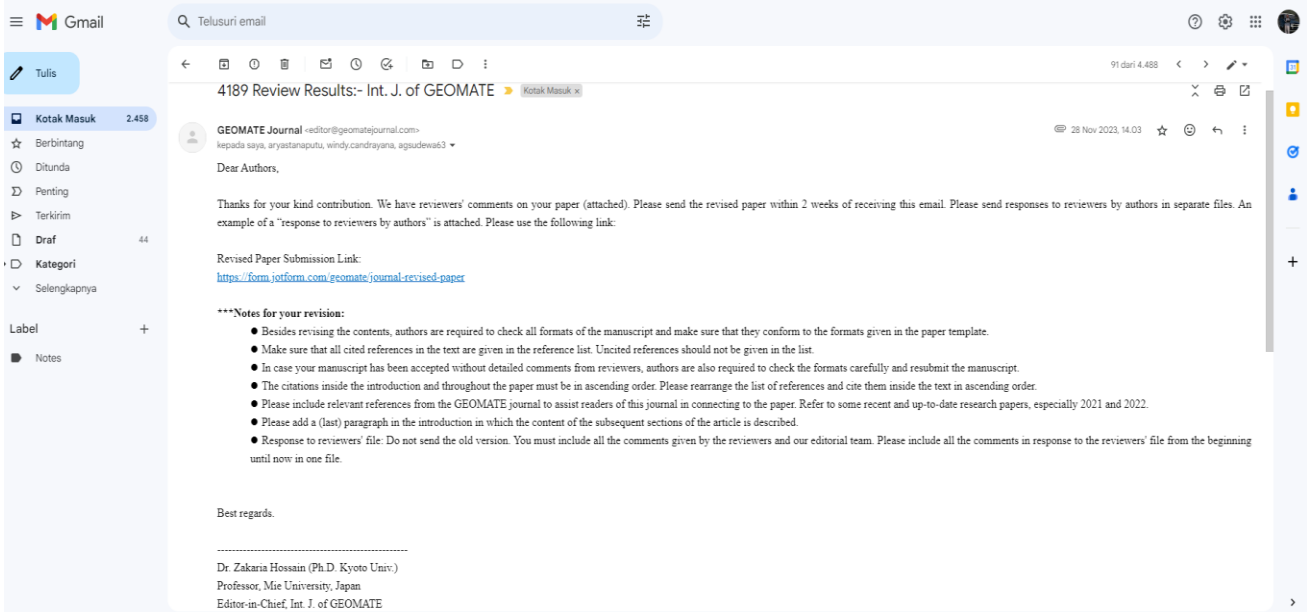 Gmail
Telusuri email
Tulis
91 dari 4.488
4189 Review Results:- Int. J. of GEOMATE
Kotak Masuk ×
Kotak Masuk 2.458
Berbintang
Ditunda
Penting
Terkirim
Draf 44
Kategori
Selengkapnya
Label
Notes
GEOMATE Journal <editor@geomatejournal.com>
28 Nov 2023, 14.03
kepada saya, aryastanaputu, windy.candrayana, agsudewa63
Dear Authors,
Thanks for your kind contribution. We have reviewers' comments on your paper (attached). Please send the revised paper within 2 weeks of receiving this email. Please send responses to reviewers by authors in separate files. An
example of a “response to reviewers by authors” is attached. Please use the following link:
Revised Paper Submission Link:
https://form.jotform.com/geomate/journal-revised-paper
***Notes for your revision:
● Besides revising the contents, authors are required to check all formats of the manuscript and make sure that they conform to the formats given in the paper template.
● Make sure that all cited references in the text are given in the reference list. Uncited references should not be given in the list.
● In case your manuscript has been accepted without detailed comments from reviewers, authors are also required to check the formats carefully and resubmit the manuscript.
● The citations inside the introduction and throughout the paper must be in ascending order. Please rearrange the list of references and cite them inside the text in ascending order.
● Please include relevant references from the GEOMATE journal to assist readers of this journal in connecting to the paper. Refer to some recent and up-to-date research papers, especially 2021 and 2022.
● Please add a (last) paragraph in the introduction in which the content of the subsequent sections of the article is described.
● Response to reviewers' file: Do not send the old version. You must include all the comments given by the reviewers and our editorial team. Please include all the comments in response to the reviewers' file from the beginning
until now in one file.
Best regards.
----------------------------------------------------
Dr. Zakaria Hossain (Ph.D. Kyoto Univ.)
Professor, Mie University, Japan
Editor-in-Chief, Int. J. of GEOMATE